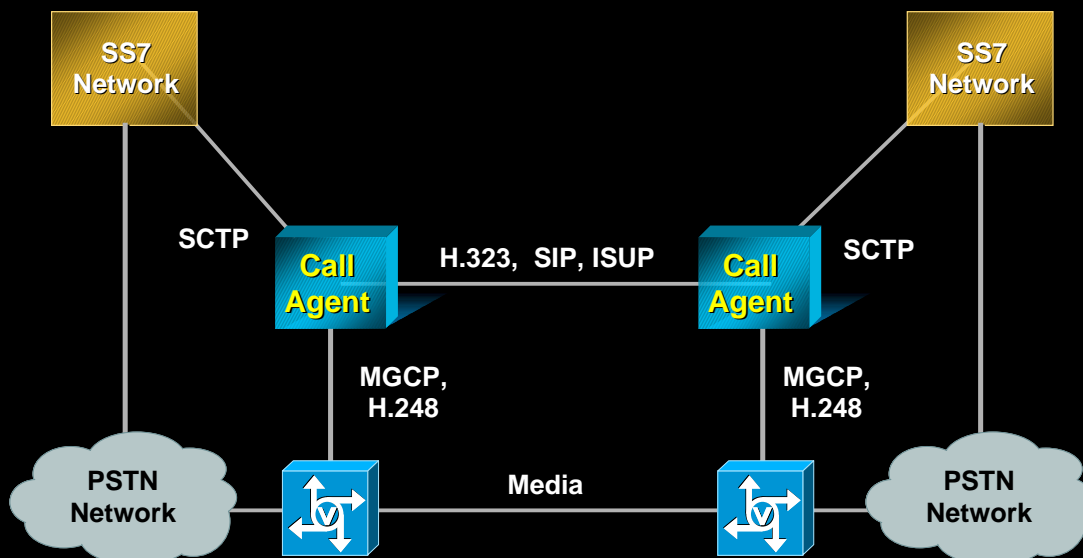 SS7
Network
SS7
Network
SCTP
H.323, SIP, ISUP
SCTP
Call
Agent
Call
Agent
MGCP,
H.248
MGCP,
H.248
PSTN
Network
V
Media
V
PSTN
Network